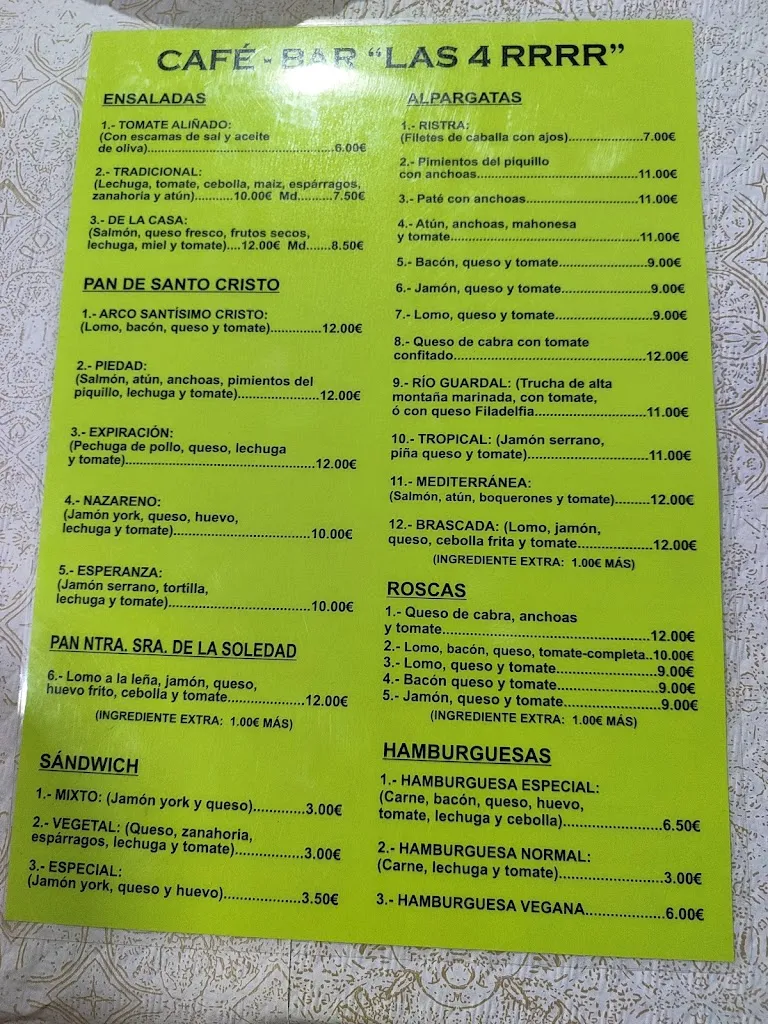 CAFÉ - BAR "LAS 4 RRRR"
ENSALADAS
1.- TOMATE ALIÑADO:
(Con escamas de sal y aceite
de oliva)..........6.00€
2.- TRADICIONAL:
(Lechuga, tomate, cebolla, maiz, espárragos,
zanahoria y atún)..........10.00€ Md..........7.50€
3.- DE LA CASA:
(Salmón, queso fresco, frutos secos,
lechuga, miel y tomate)....12.00€ Md.......8.50€
PAN DE SANTO CRISTO
1.- ARCO SANTÍSIMO CRISTO:
(Lomo, bacón, queso y tomate).............12.00€
2.- PIEDAD:
(Salmón, atún, anchoas, pimientos del
piquillo, lechuga y tomate)....................12.00€
3.- EXPIRACIÓN:
(Pechuga de pollo, queso, lechuga
y tomate)..........12.00€
4.- NAZARENO:
(Jamón york, queso, huevo,
lechuga y tomate)..........10.00€
5.- ESPERANZA:
(Jamón serrano, tortilla,
lechuga y tomate)..........10.00€
PAN NTRA. SRA. DE LA SOLEDAD
6.- Lomo a la leña, jamón, queso,
huevo frito, cebolla y tomate..........12.00€
(INGREDIENTE EXTRA: 1.00€ MÁS)
SÁNDWICH
1.- MIXTO: (Jamón york y queso)............3.00€
2.- VEGETAL: (Queso, zanahoria,
espárragos, lechuga y tomate)................3.00€
3.- ESPECIAL:
(Jamón york, queso y huevo)...................3.50€
ALPARGATAS
1.- RISTRA:
(Filetes de caballa con ajos)..................7.00€
2.- Pimientos del piquillo
con anchoas..........11.00€
3.- Paté con anchoas..........11.00€
4.- Atún, anchoas, mahonesa
y tomate..........11.00€
5.- Bacón, queso y tomate....................9.00€
6.- Jamón, queso y tomate....................9.00€
7.- Lomo, queso y tomate.....................9.00€
8.- Queso de cabra con tomate
confitado..........12.00€
9.- RÍO GUARDAL: (Trucha de alta
montaña marinada, con tomate,
ó con queso Filadelfia..........11.00€
10.- TROPICAL: (Jamón serrano,
piña queso y tomate)..........11.00€
11.- MEDITERRÁNEA:
(Salmón, atún, boquerones y tomate).........12.00€
12.- BRASCADA: (Lomo, jamón,
queso, cebolla frita y tomate.................12.00€
(INGREDIENTE EXTRA: 1.00€ MÁS)
ROSCAS
1.- Queso de cabra, anchoas
y tomate..........12.00€
2.- Lomo, bacón, queso, tomate-completa..10.00€
3.- Lomo, queso y tomate..........9.00€
4.- Bacón queso y tomate..........9.00€
5.- Jamón, queso y tomate..........9.00€
(INGREDIENTE EXTRA: 1.00€ MÁS)
HAMBURGUESAS
1.- HAMBURGUESA ESPECIAL:
(Carne, bacón, queso, huevo,
tomate, lechuga y cebolla)......................6.50€
2.- HAMBURGUESA NORMAL:
(Carne, lechuga y tomate).......................3.00€
3.- HAMBURGUESA VEGANA..................6.00€